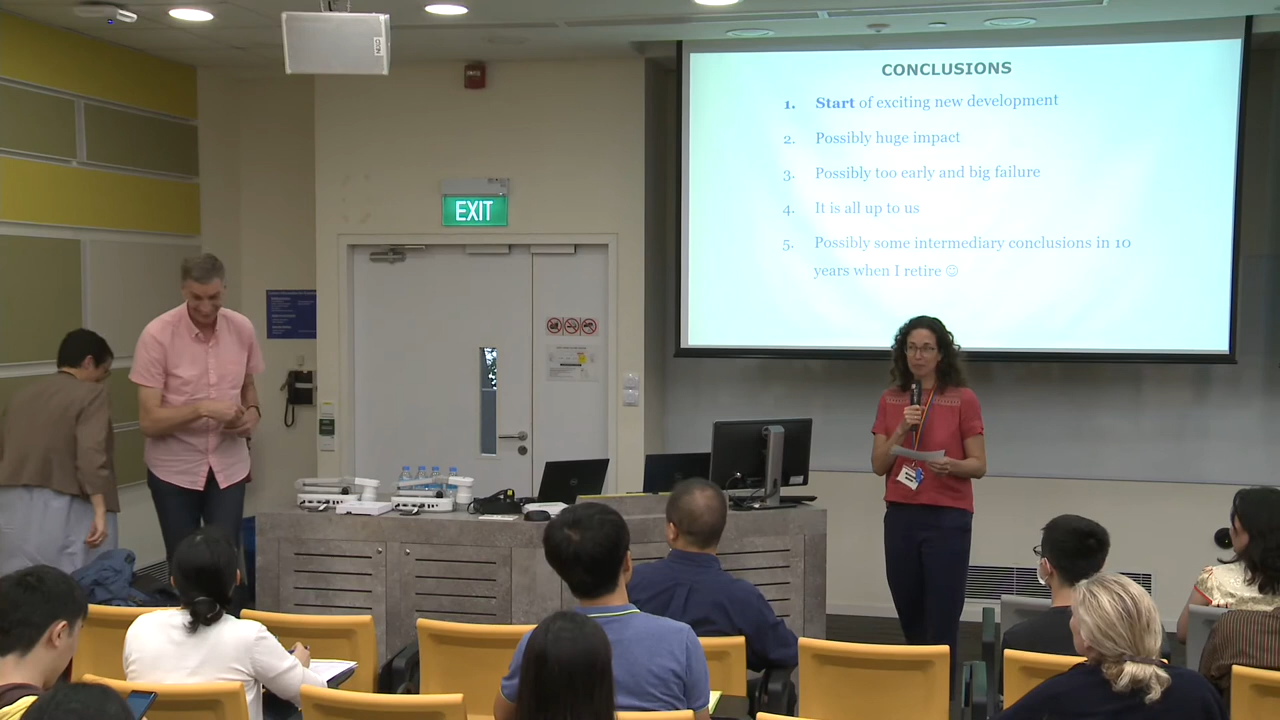 CONCLUSIONS
1. Start of exciting new development
2. Possibly huge impact
3. Possibly too early and big failure
4. It is all up to us
5. Possibly some intermediary conclusions in 10
years when I retire ☺
EXIT